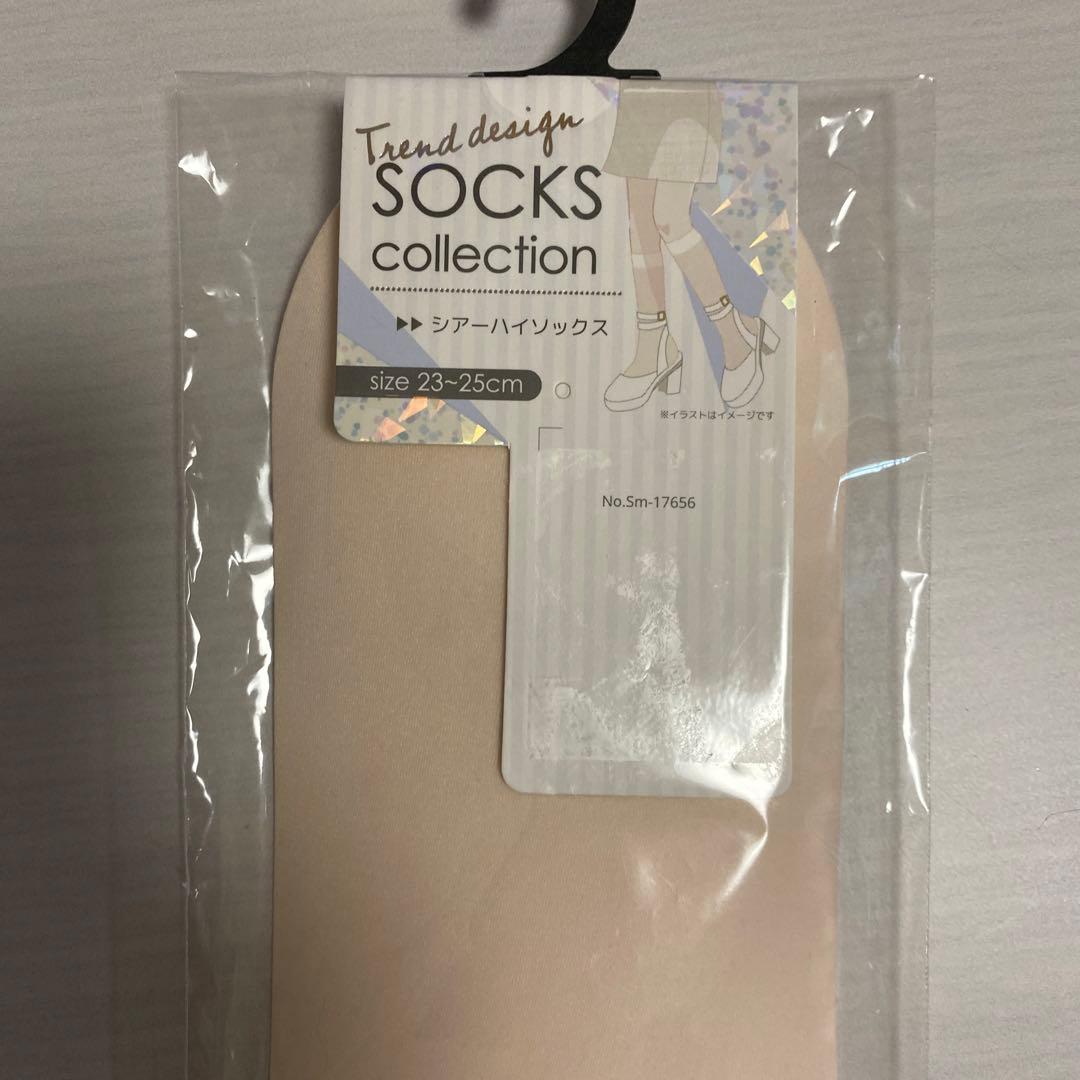 Trend design
SOCKS
collection
▶▶ シアーハイソックス
size 23~25cm
※イラストはイメージです
No.Sm-17656